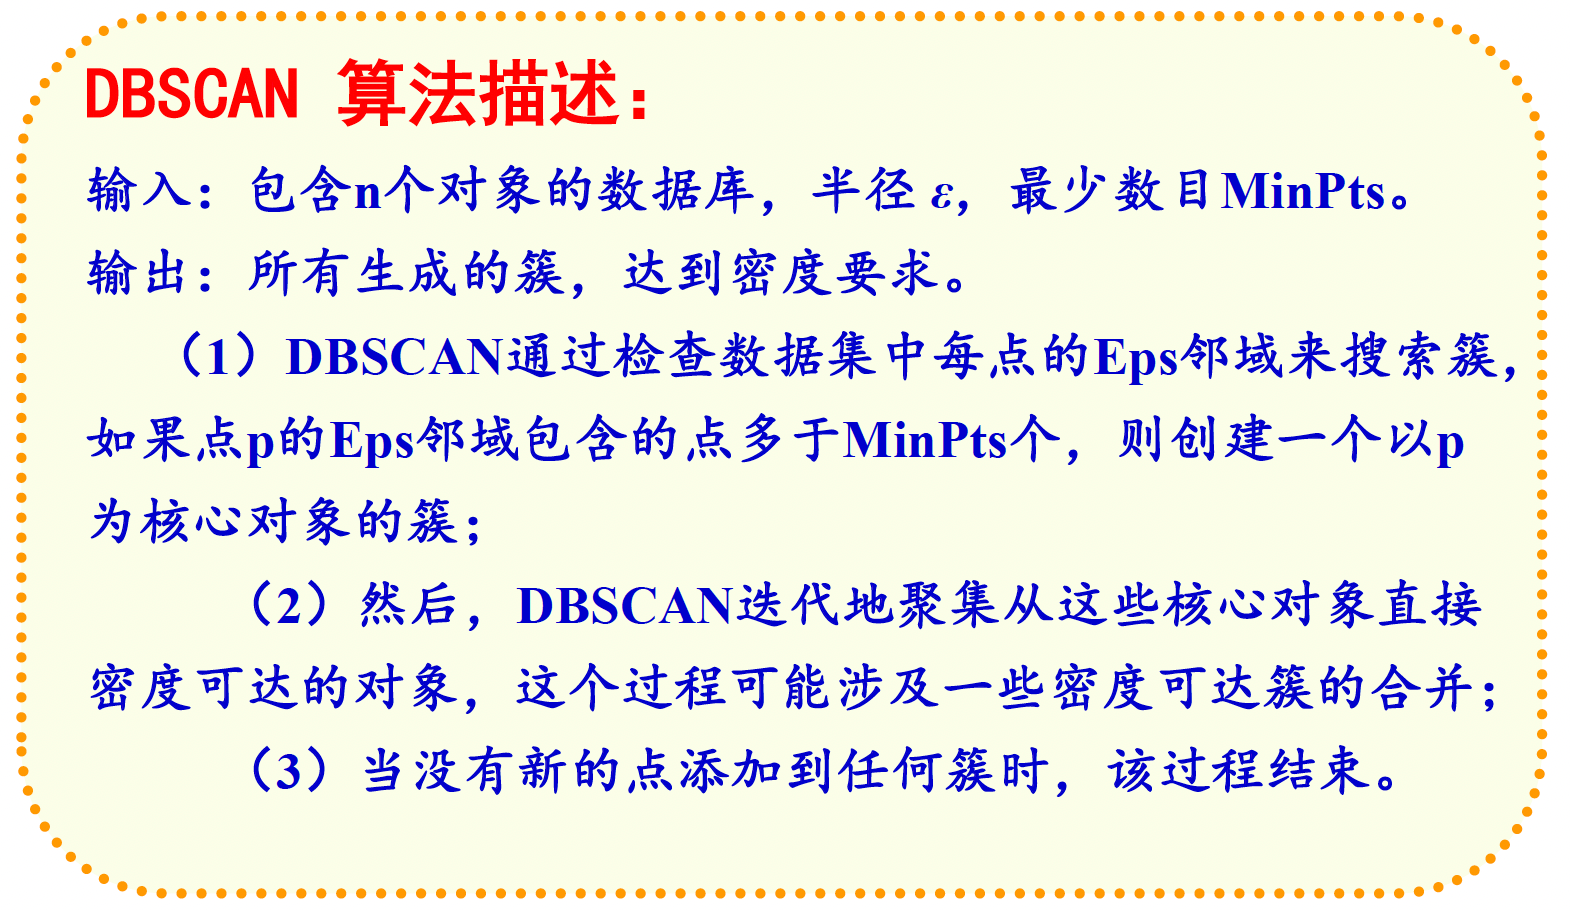 DBSCAN 算法描述：
输入：包含n个对象的数据库，半径 ε，最少数目MinPts。
输出：所有生成的簇，达到密度要求。
（1）DBSCAN通过检查数据集中每点的Eps邻域来搜索簇，
如果点p的Eps邻域包含的点多于MinPts个，则创建一个以p
为核心对象的簇；
（2）然后，DBSCAN迭代地聚集从这些核心对象直接
密度可达的对象，这个过程可能涉及一些密度可达簇的合并；
（3）当没有新的点添加到任何簇时，该过程结束。